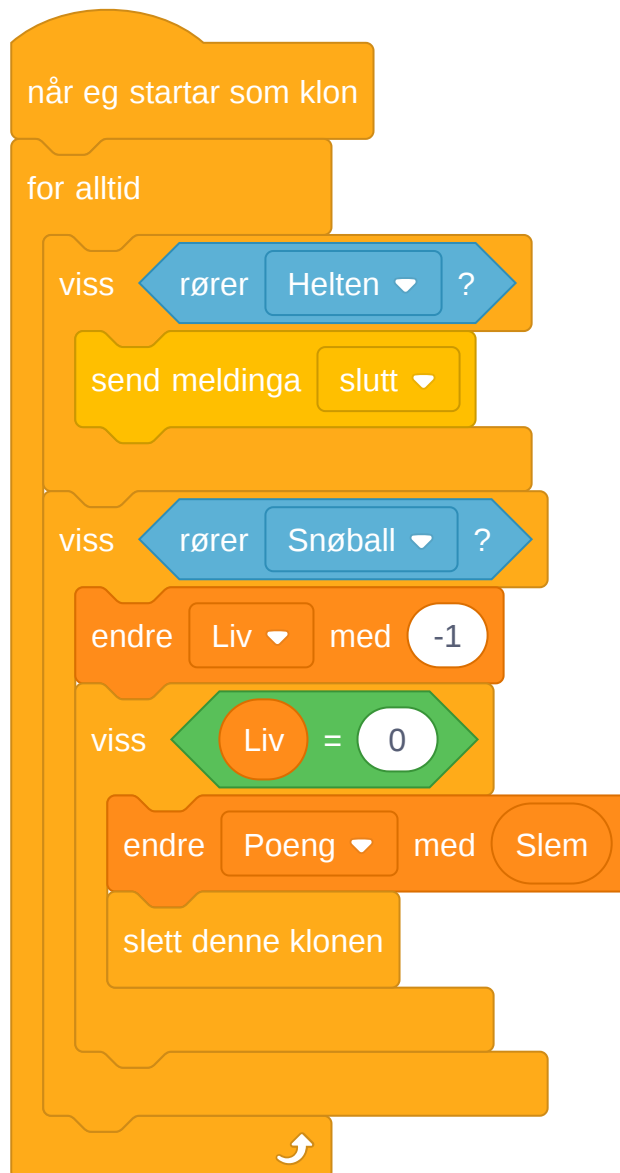 når eg startar som klon
for alltid
viss rører Helten ?
send meldinga slutt
viss rører Snøball ?
endre Liv med -1
viss Liv = 0
endre Poeng med Slem
slett denne klonen